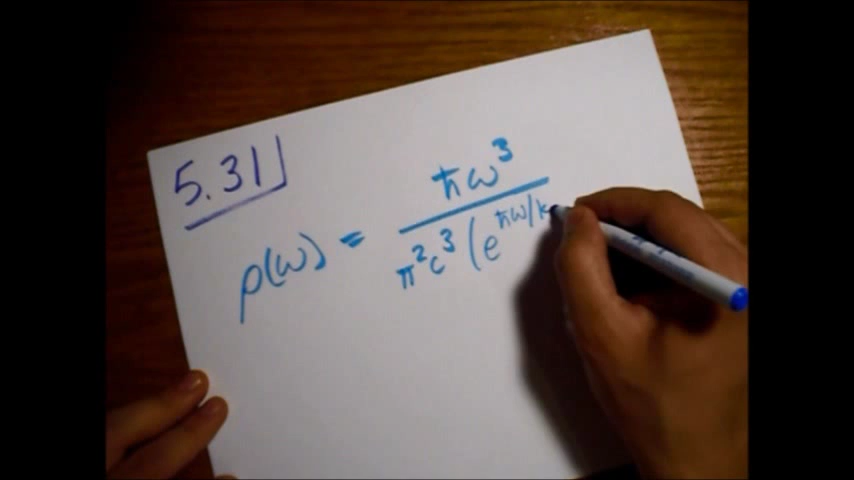 5.31
ρ(ω) = ħω³ / π²c³ (e^ħω/k